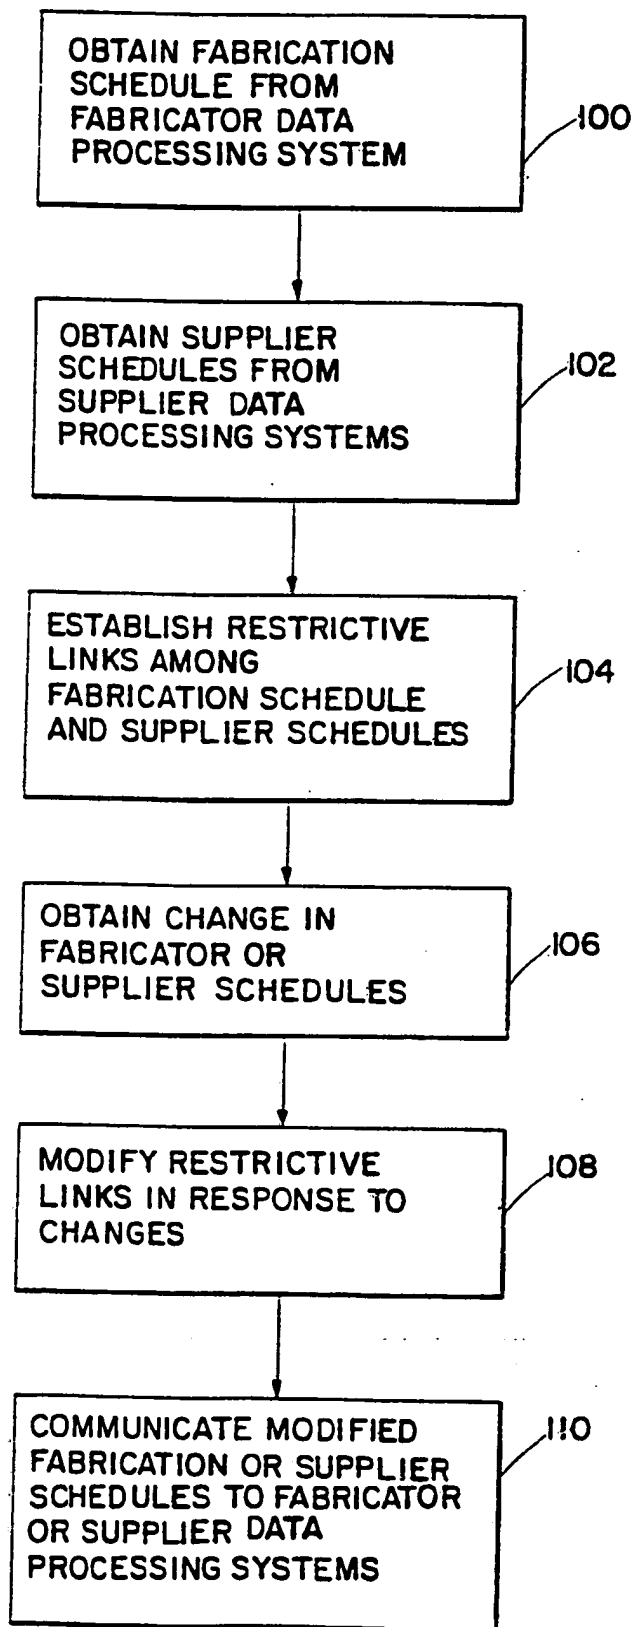 OBTAIN FABRICATION
SCHEDULE FROM
FABRICATOR DATA
PROCESSING SYSTEM
100
OBTAIN SUPPLIER
SCHEDULES FROM
SUPPLIER DATA
PROCESSING SYSTEMS
102
ESTABLISH RESTRICTIVE
LINKS AMONG
FABRICATION SCHEDULE
AND SUPPLIER SCHEDULES
104
OBTAIN CHANGE IN
FABRICATOR OR
SUPPLIER SCHEDULES
106
MODIFY RESTRICTIVE
LINKS IN RESPONSE TO
CHANGES
108
COMMUNICATE MODIFIED
FABRICATION OR SUPPLIER
SCHEDULES TO FABRICATOR
OR SUPPLIER DATA
PROCESSING SYSTEMS
110